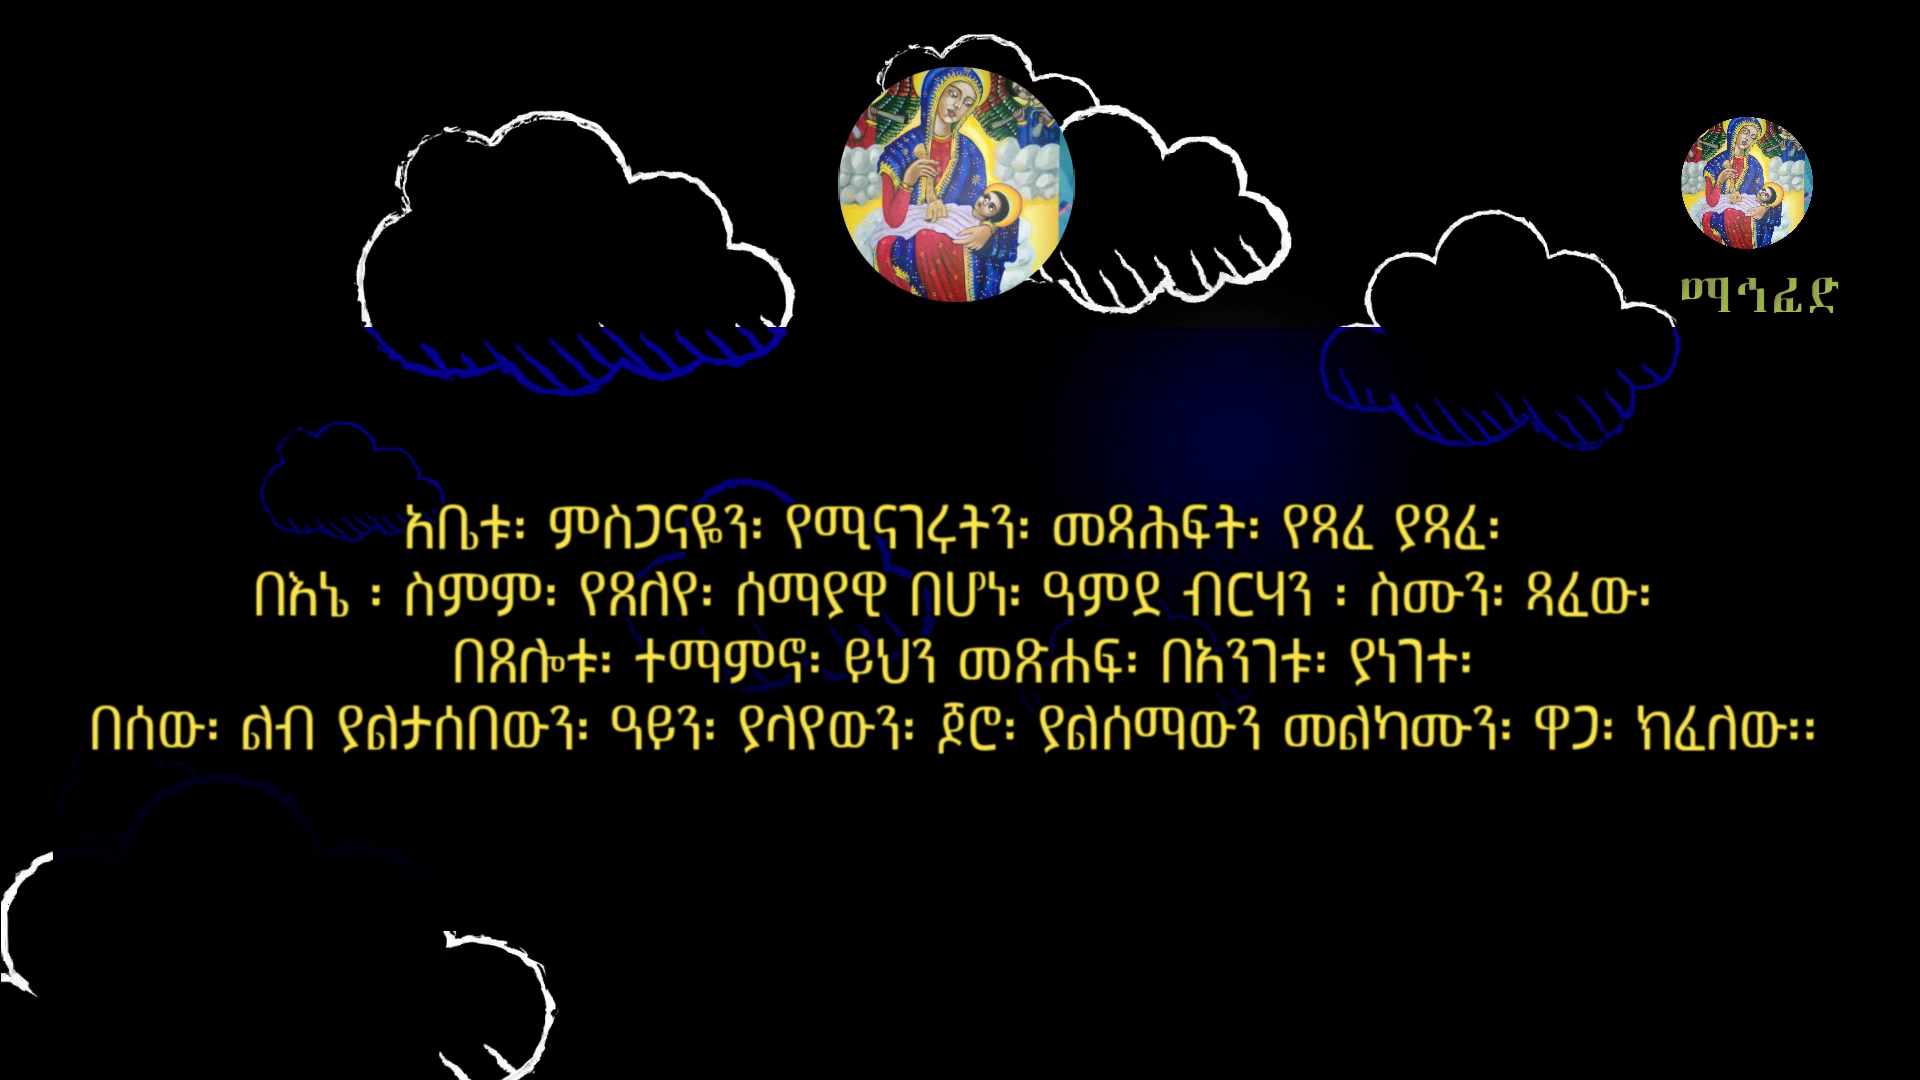 ማኅፊድ
አቤቱ፡ ምስጋናዬን፡ የሚናገሩትን፡ መጻሕፍት፡ የጻፈ ያጻፈ፡
በእኔ ፡ ስምም፡ የጸለየ፡ ሰማያዊ በሆነ፡ ዓምደ ብርሃን ፡ ስሙን፡ ጻፈው፡
በጸሎቱ፡ ተማምኖ፡ ይህን መጽሐፍ፡ በአንገቱ፡ ያነገተ፡
በሰው፡ ልብ ያልታሰበውን፡ ዓይን፡ ያላየውን፡ ጆሮ፡ ያልሰማውን መልካሙን፡ ዋጋ፡ ክፈለው፡፡